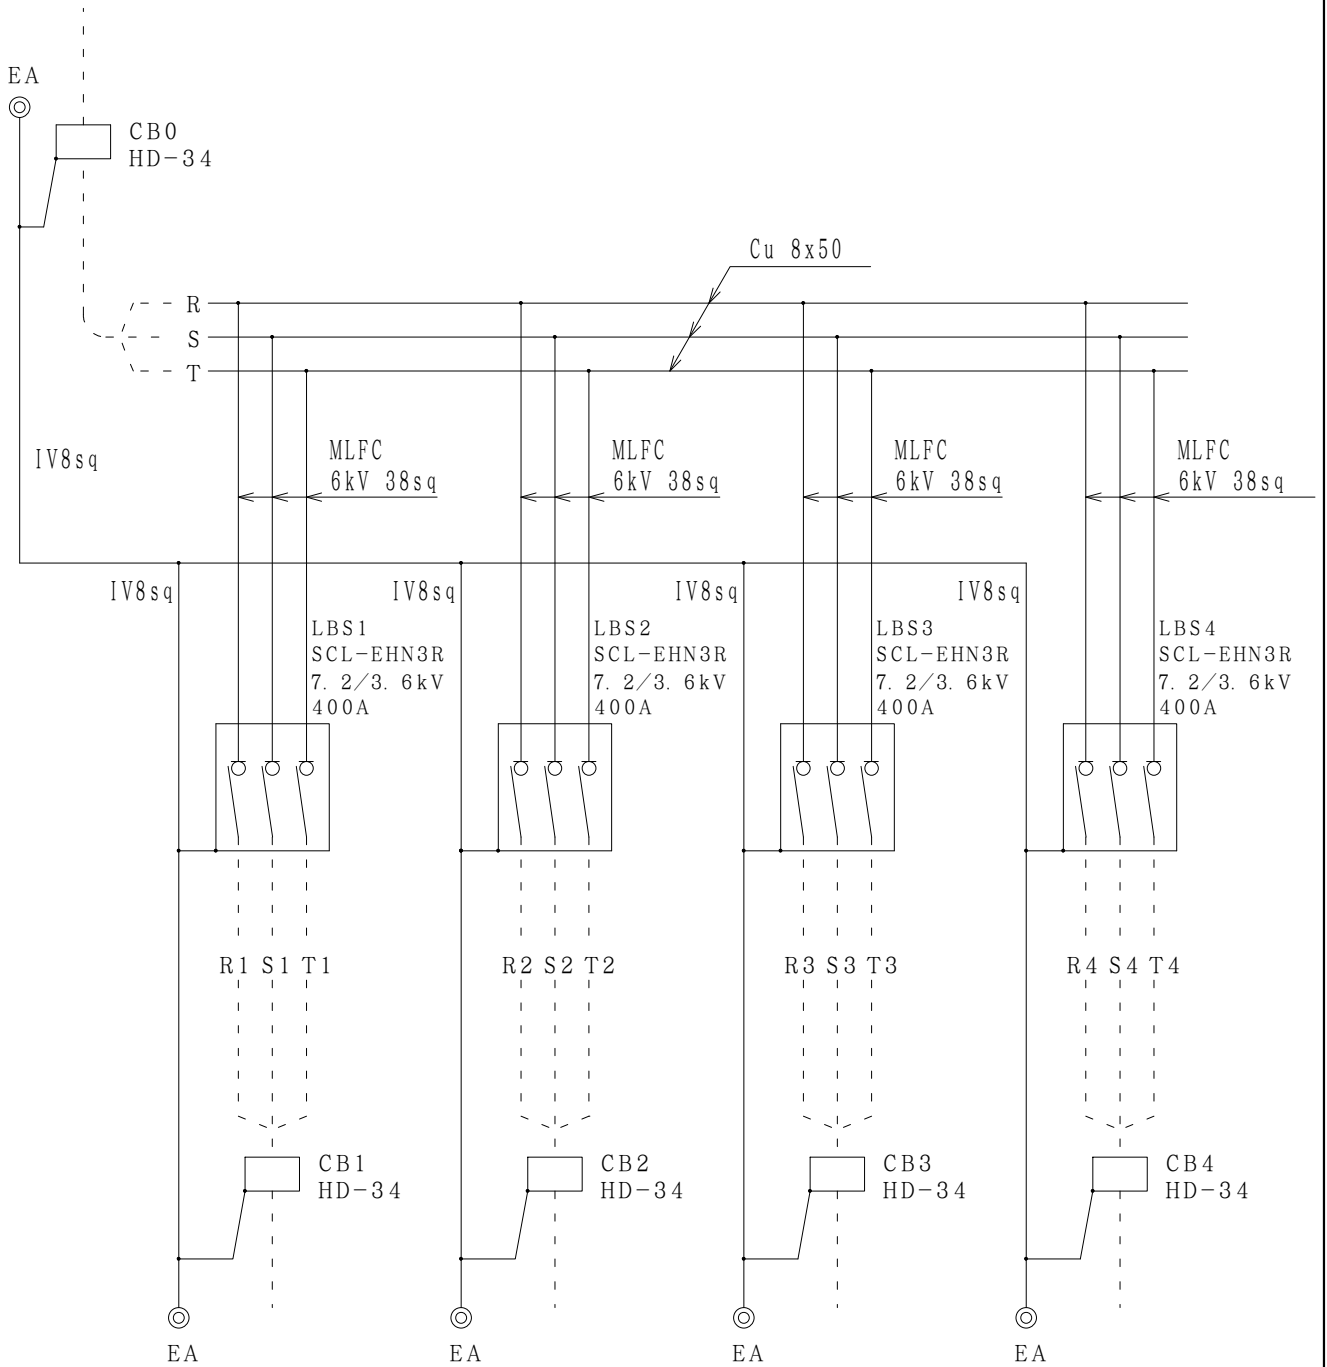 EA
CB0
HD-34
Cu 8x50
R
S
T
IV8sq
MLFC
6kV 38sq
MLFC
6kV 38sq
MLFC
6kV 38sq
MLFC
6kV 38sq
IV8sq
IV8sq
IV8sq
IV8sq
LBS1
SCL-EHN3R
7.2/3.6kV
400A
LBS2
SCL-EHN3R
7.2/3.6kV
400A
LBS3
SCL-EHN3R
7.2/3.6kV
400A
LBS4
SCL-EHN3R
7.2/3.6kV
400A
R1 S1 T1
R2 S2 T2
R3 S3 T3
R4 S4 T4
CB1
HD-34
CB2
HD-34
CB3
HD-34
CB4
HD-34
EA
EA
EA
EA